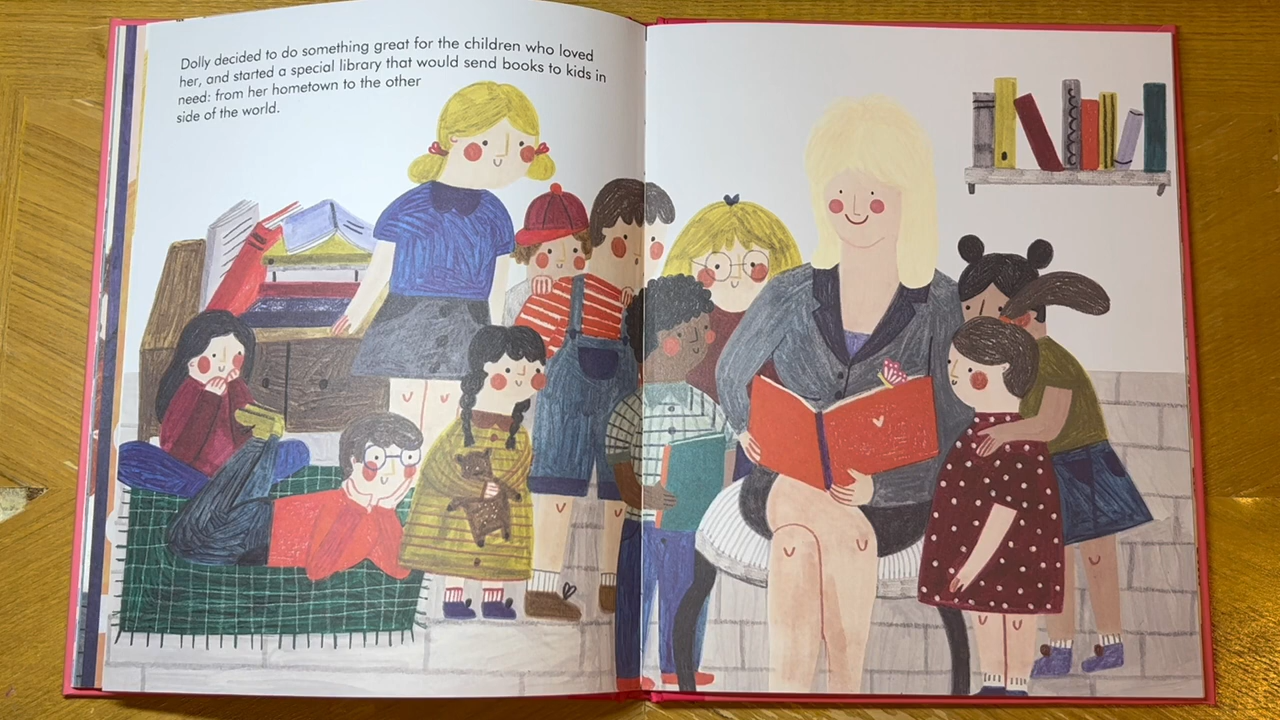 Dolly decided to do something great for the children who loved
her, and started a special library that would send books to kids in
need: from her hometown to the other
side of the world.